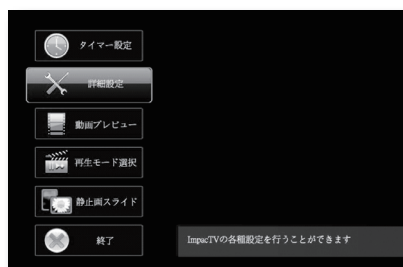 タイマー設定
詳細設定
動画プレビュー
再生モード選択
静止画スライド
終了
ImpacTVの各種設定を行うことができます